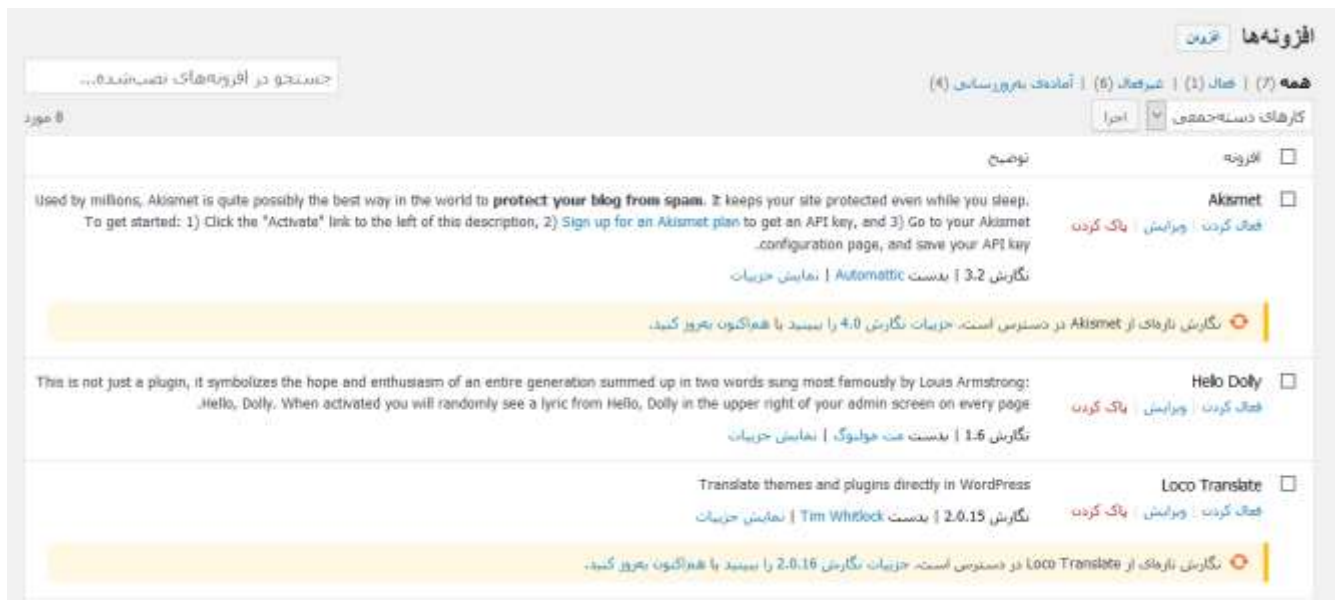 افزونه‌ها افزودن
همه (7) | فعال (1) | غیرفعال (6) | آماده‌ی به‌روزرسانی (4)
جستجو در افزونه‌های نصب‌شده...
کارهای دسته‌جمعی اجرا
8 مورد
افزونه توضیح
Akismet
فعال کردن | ویرایش | پاک کردن
Used by millions, Akismet is quite possibly the best way in the world to protect your blog from spam. It keeps your site protected even while you sleep.
To get started: 1) Click the "Activate" link to the left of this description, 2) Sign up for an Akismet plan to get an API key, and 3) Go to your Akismet
configuration page, and save your API key.
نگارش 3.2 | بدست Automattic | نمایش جزییات
نگارش تازه‌ای از Akismet در دسترس است. جزییات نگارش 4.0 را ببینید یا هم‌اکنون به‌روز کنید.
Hello Dolly
فعال کردن | ویرایش | پاک کردن
This is not just a plugin, it symbolizes the hope and enthusiasm of an entire generation summed up in two words sung most famously by Louis Armstrong:
Hello, Dolly. When activated you will randomly see a lyric from Hello, Dolly in the upper right of your admin screen on every page.
نگارش 1.6 | بدست مت مولنوگ | نمایش جزییات
Loco Translate
فعال کردن | ویرایش | پاک کردن
Translate themes and plugins directly in WordPress
نگارش 2.0.15 | بدست Tim Whitlock | نمایش جزییات
نگارش تازه‌ای از Loco Translate در دسترس است. جزییات نگارش 2.0.16 را ببینید یا هم‌اکنون به‌روز کنید.